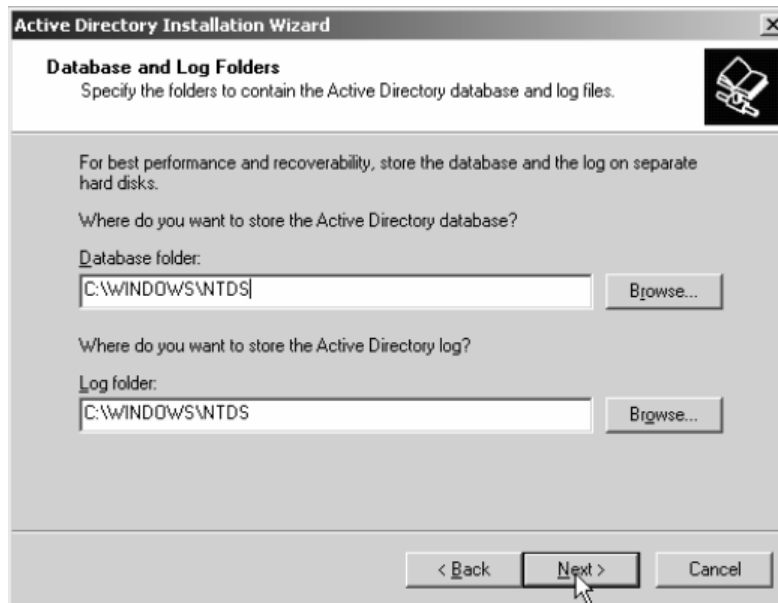 Active Directory Installation Wizard
Database and Log Folders
Specify the folders to contain the Active Directory database and log files.
For best performance and recoverability, store the database and the log on separate
hard disks.
Where do you want to store the Active Directory database?
Database folder:
C:\WINDOWS\NTDS
Browse...
Where do you want to store the Active Directory log?
Log folder:
C:\WINDOWS\NTDS
Browse...
< Back
Next >
Cancel